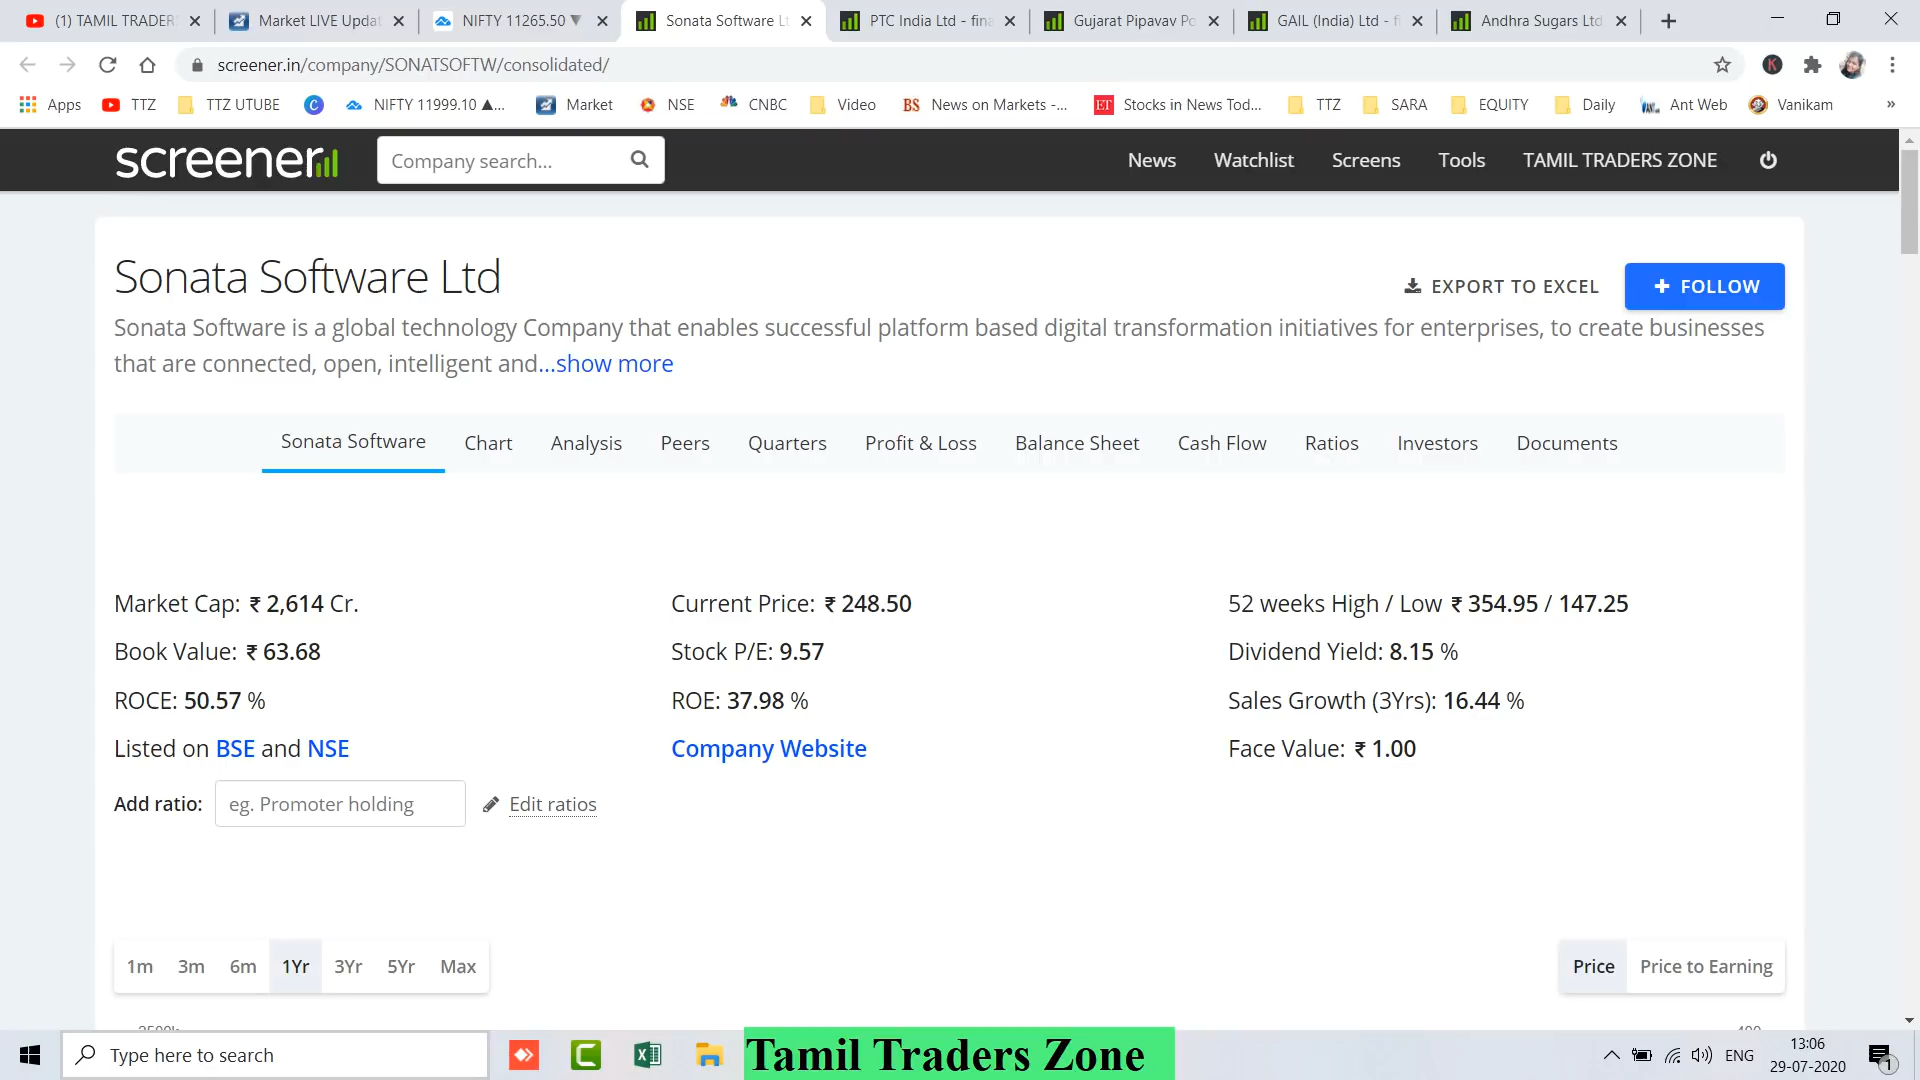 (1) TAMIL TRADER
Market LIVE Updat
NIFTY 11265.50 ▼
Sonata Software Lt
PTC India Ltd - fina
Gujarat Pipavav Po
GAIL (India) Ltd - fi
Andhra Sugars Ltd
screener.in/company/SONATSOFTW/consolidated/
K
Apps
TTZ
TTZ UTUBE
C
NIFTY 11999.10 ▲...
Market
NSE
CNBC
Video
BS News on Markets -...
ET Stocks in News Tod...
TTZ
SARA
EQUITY
Daily
Ant Web
Vanikam
»
screener
Company search...
News
Watchlist
Screens
Tools
TAMIL TRADERS ZONE
Sonata Software Ltd
EXPORT TO EXCEL
+ FOLLOW
Sonata Software is a global technology Company that enables successful platform based digital transformation initiatives for enterprises, to create businesses
that are connected, open, intelligent and...show more
Sonata Software
Chart
Analysis
Peers
Quarters
Profit & Loss
Balance Sheet
Cash Flow
Ratios
Investors
Documents
Market Cap: ₹ 2,614 Cr.
Current Price: ₹ 248.50
52 weeks High / Low ₹ 354.95 / 147.25
Book Value: ₹ 63.68
Stock P/E: 9.57
Dividend Yield: 8.15 %
ROCE: 50.57 %
ROE: 37.98 %
Sales Growth (3Yrs): 16.44 %
Listed on BSE and NSE
Company Website
Face Value: ₹ 1.00
Add ratio:
eg. Promoter holding
Edit ratios
1m
3m
6m
1Yr
3Yr
5Yr
Max
Price
Price to Earning
Type here to search
Tamil Traders Zone
ENG
13:06
29-07-2020
1